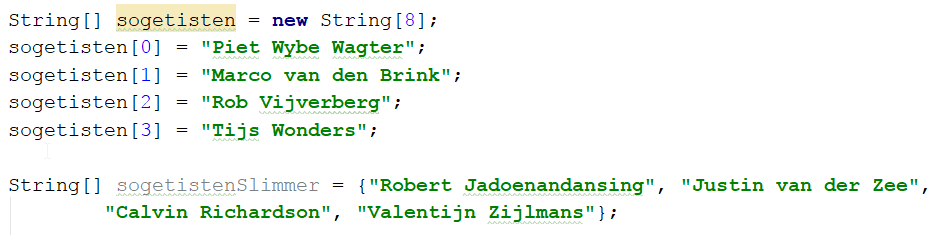 String[] sogetisten = new String[8];
sogetisten[0] = "Piet Wybe Wagter";
sogetisten[1] = "Marco van den Brink";
sogetisten[2] = "Rob Vijverberg";
sogetisten[3] = "Tijs Wonders";
String[] sogetistenSlimmer = {"Robert Jadoenandansing", "Justin van der Zee",
"Calvin Richardson", "Valentijn Zijlmans"};